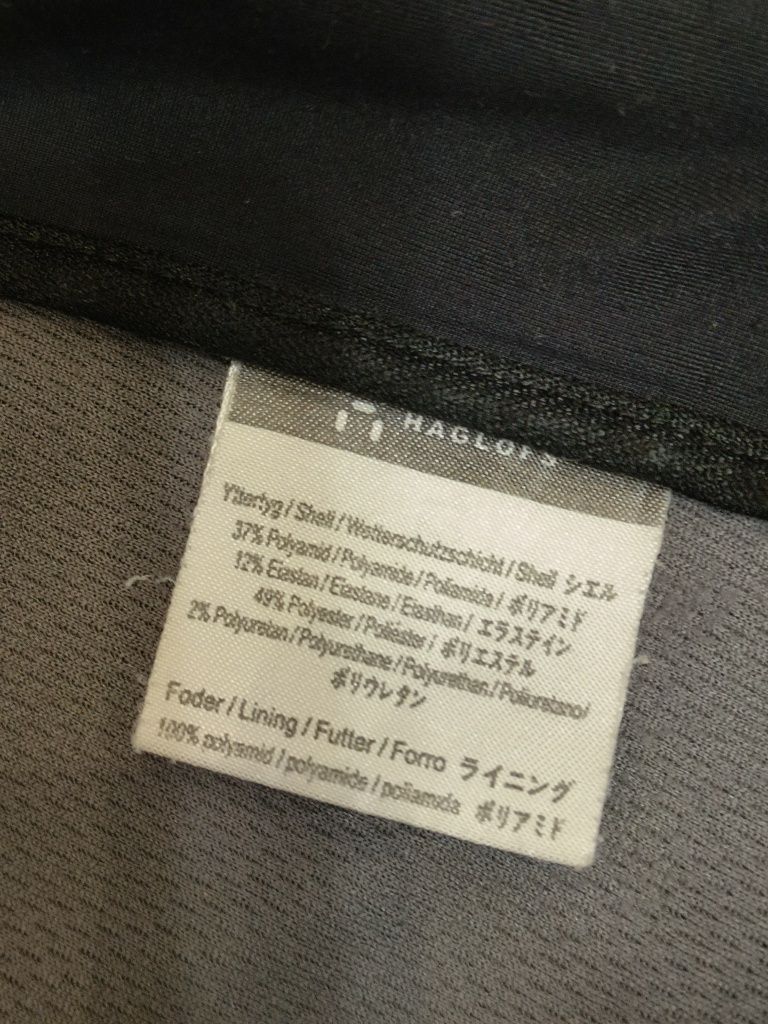 HAGLÖFS
Yttertyg / Shell / Wetterschutzschicht / Shell シエル
37% Polyamid / Polyamide / Poliamida / ポリアミド
12% Elastan / Elastane / Elasthan / エラステイン
49% Polyester / Poliéster / ポリエステル
2% Polyuretan / Polyurethane / Polyurethan / Poliuretano /
ポリウレタン
Foder / Lining / Futter / Forro ライニング
100% polyamid / polyamide / poliamida ポリアミド